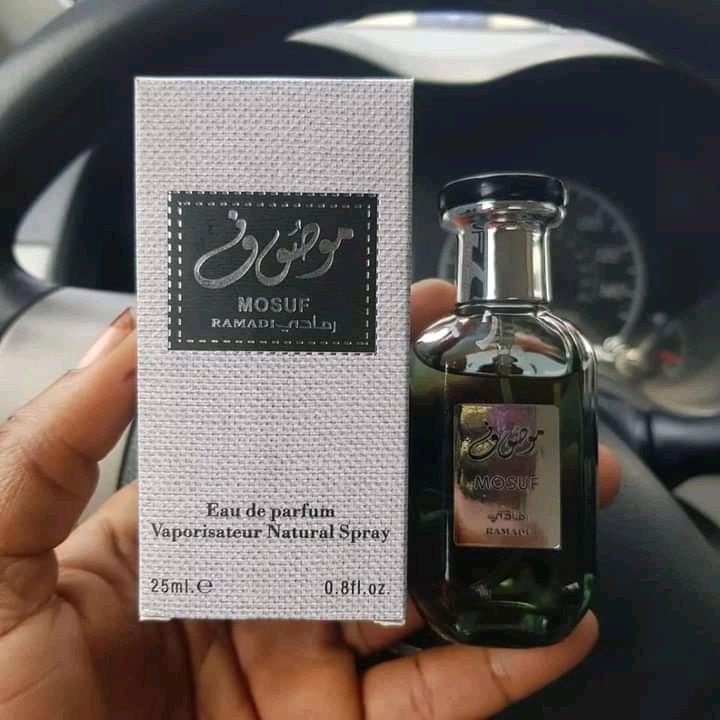 موصوف
MOSUF
RAMADI رمادي
Eau de parfum
Vaporisateur Natural Spray
25ml. ℮ 0.8fl.oz.
موصوف
MOSUF
رمادي
RAMADI